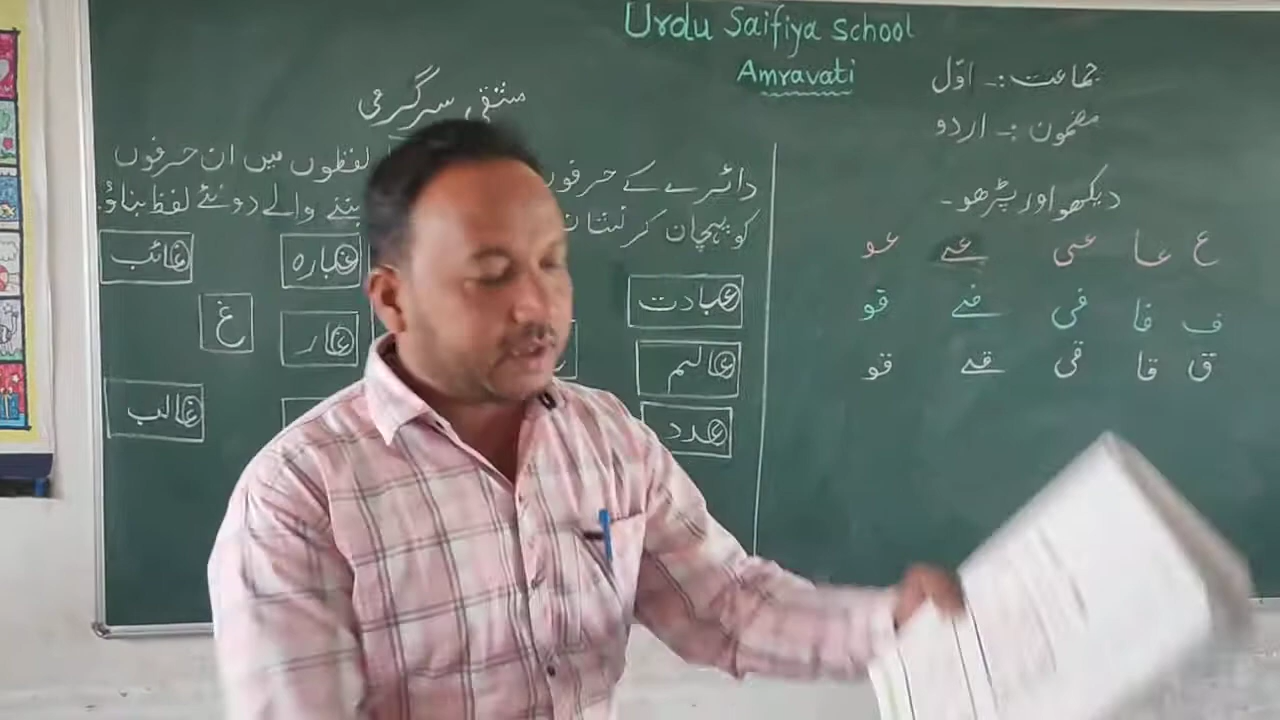 Urdu Saifiya School
Amravati
جماعت :۔ اوّل
مضمون :۔ اردو
دیکھو اور پڑھو۔
ع عا عی عے عو
ف فا فی فے فو
ق قا قی قے قو
مشقی سرگرمی
دائرے کے حرفوں لفظوں میں ان حرفوں
کو پہچان کر بننے والے دو نئے لفظ بناؤ۔
عبادت
عالم
عدد
غبارہ
غار
غ
غائب
غالب